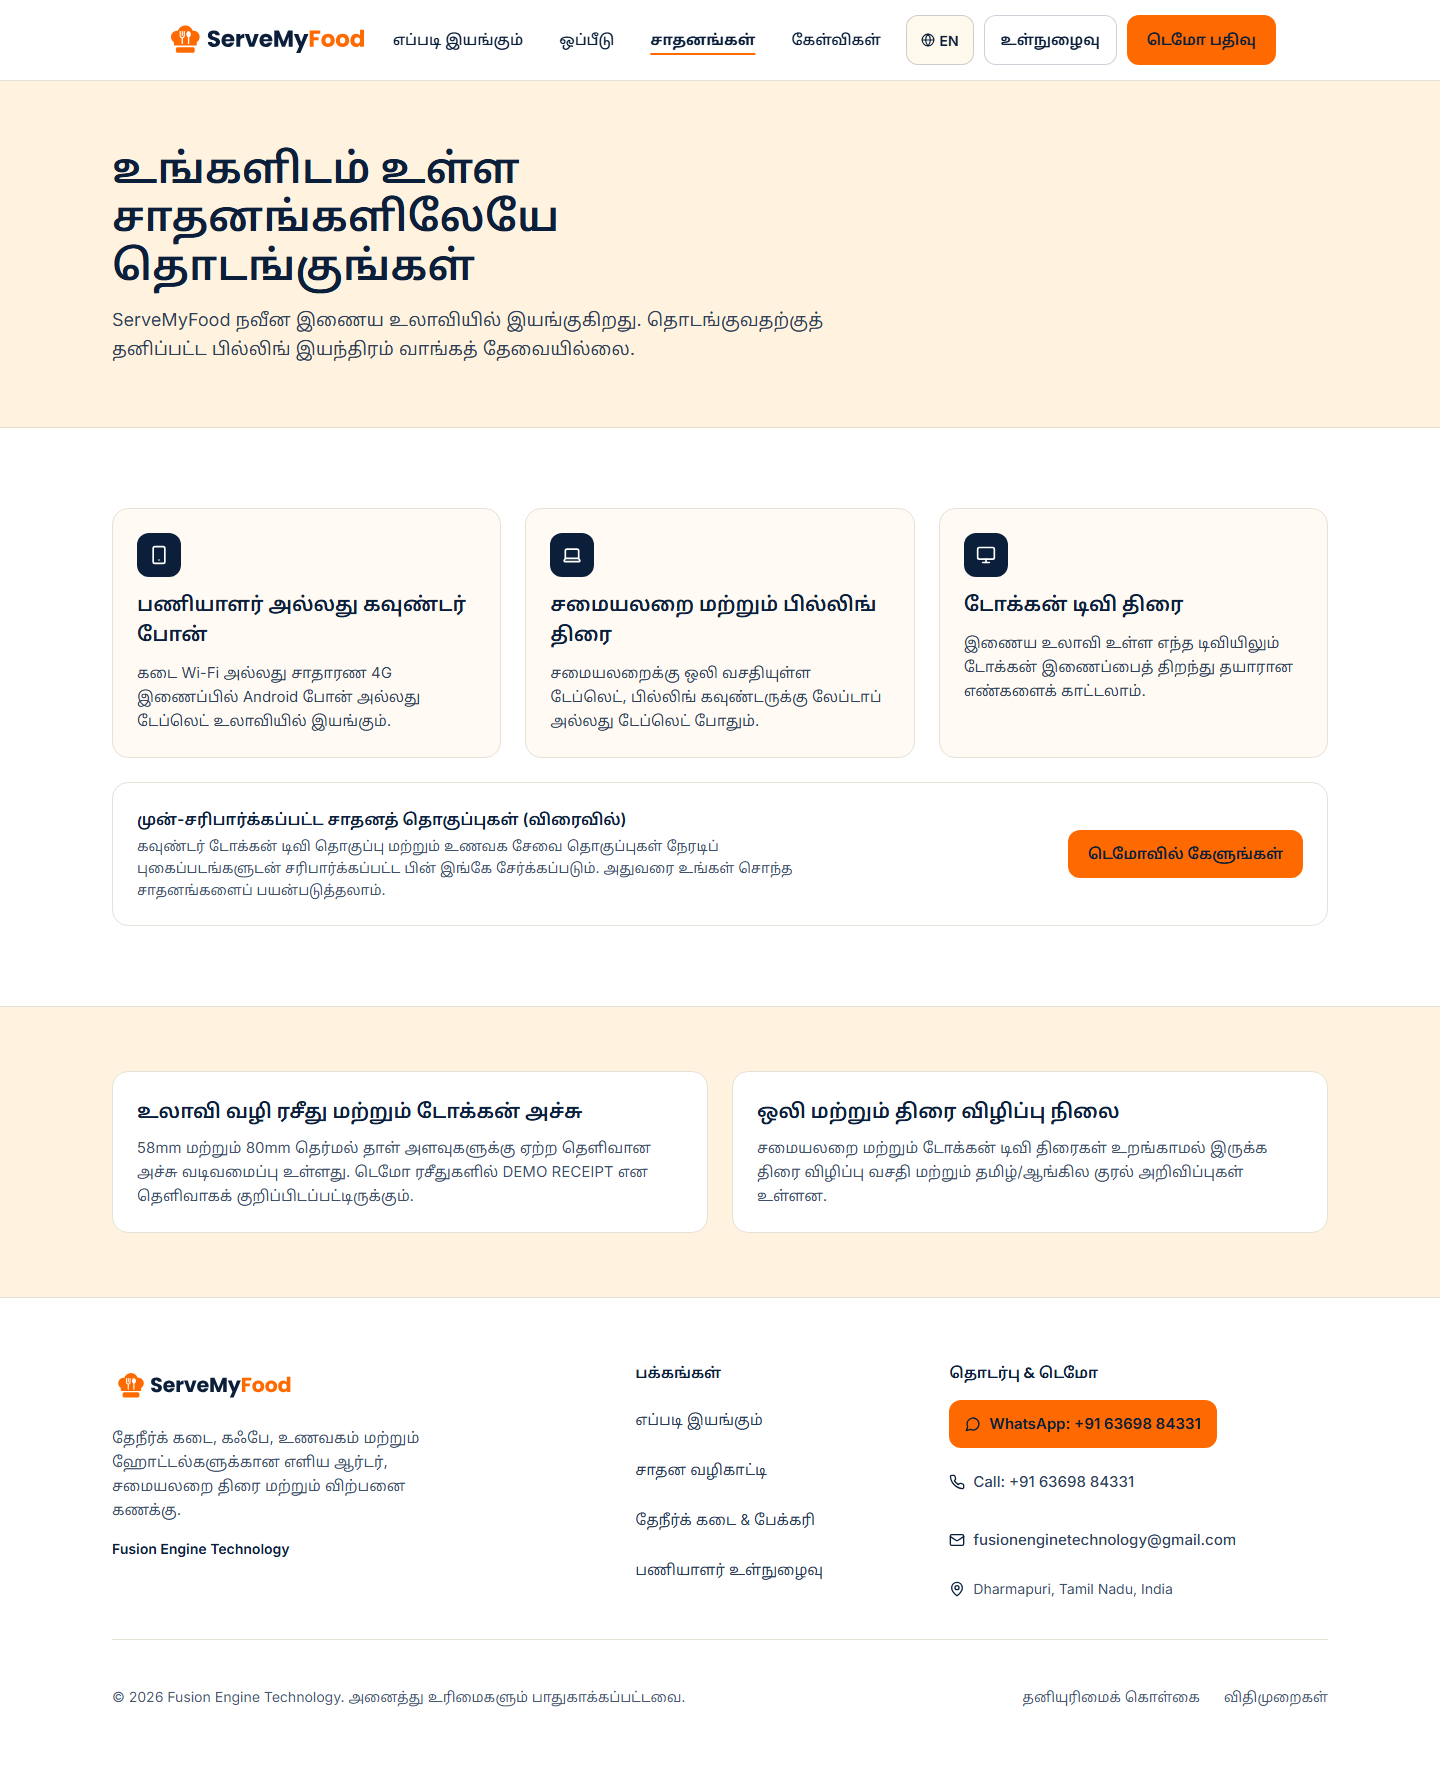 ServeMyFood
எப்படி இயங்கும்
ஒப்பீடு
சாதனங்கள்
கேள்விகள்
EN
உள்நுழைவு
டெமோ பதிவு
உங்களிடம் உள்ள
சாதனங்களிலேயே
தொடங்குங்கள்
ServeMyFood நவீன இணைய உலாவியில் இயங்குகிறது. தொடங்குவதற்குத்
தனிப்பட்ட பில்லிங் இயந்திரம் வாங்கத் தேவையில்லை.
பணியாளர் அல்லது கவுண்டர்
போன்
கடை Wi-Fi அல்லது சாதாரண 4G
இணைப்பில் Android போன் அல்லது
டேப்லெட் உலாவியில் இயங்கும்.
சமையலறை மற்றும் பில்லிங்
திரை
சமையலறைக்கு ஒலி வசதியுள்ள
டேப்லெட், பில்லிங் கவுண்டருக்கு லேப்டாப்
அல்லது டேப்லெட் போதும்.
டோக்கன் டிவி திரை
இணைய உலாவி உள்ள எந்த டிவியிலும்
டோக்கன் இணைப்பைத் திறந்து தயாரான
எண்களைக் காட்டலாம்.
முன்-சரிபார்க்கப்பட்ட சாதனத் தொகுப்புகள் (விரைவில்)
கவுண்டர் டோக்கன் டிவி தொகுப்பு மற்றும் உணவக சேவை தொகுப்புகள் நேரடிப்
புகைப்படங்களுடன் சரிபார்க்கப்பட்ட பின் இங்கே சேர்க்கப்படும். அதுவரை உங்கள் சொந்த
சாதனங்களைப் பயன்படுத்தலாம்.
டெமோவில் கேளுங்கள்
உலாவி வழி ரசீது மற்றும் டோக்கன் அச்சு
58mm மற்றும் 80mm தெர்மல் தாள் அளவுகளுக்கு ஏற்ற தெளிவான
அச்சு வடிவமைப்பு உள்ளது. டெமோ ரசீதுகளில் DEMO RECEIPT என
தெளிவாகக் குறிப்பிடப்பட்டிருக்கும்.
ஒலி மற்றும் திரை விழிப்பு நிலை
சமையலறை மற்றும் டோக்கன் டிவி திரைகள் உறங்காமல் இருக்க
திரை விழிப்பு வசதி மற்றும் தமிழ்/ஆங்கில குரல் அறிவிப்புகள்
உள்ளன.
ServeMyFood
தேநீர்க் கடை, கஃபே, உணவகம் மற்றும்
ஹோட்டல்களுக்கான எளிய ஆர்டர்,
சமையலறை திரை மற்றும் விற்பனை
கணக்கு.
Fusion Engine Technology
பக்கங்கள்
எப்படி இயங்கும்
சாதன வழிகாட்டி
தேநீர்க் கடை & பேக்கரி
பணியாளர் உள்நுழைவு
தொடர்பு & டெமோ
WhatsApp: +91 63698 84331
Call: +91 63698 84331
fusionenginetechnology@gmail.com
Dharmapuri, Tamil Nadu, India
© 2026 Fusion Engine Technology. அனைத்து உரிமைகளும் பாதுகாக்கப்பட்டவை.
தனியுரிமைக் கொள்கை
விதிமுறைகள்